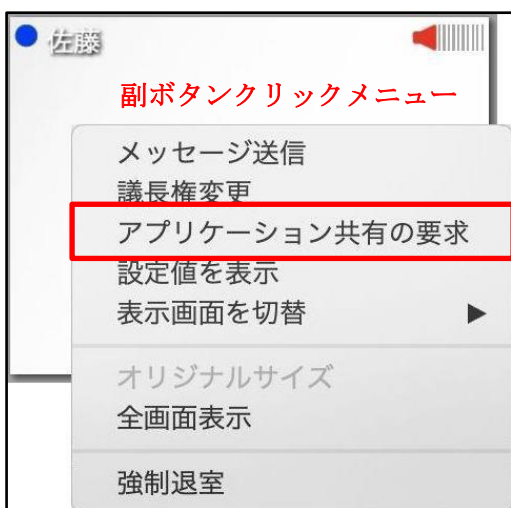 佐藤
副ボタンクリックメニュー
メッセージ送信
議長権変更
アプリケーション共有の要求
設定値を表示
表示画面を切替
オリジナルサイズ
全画面表示
強制退室